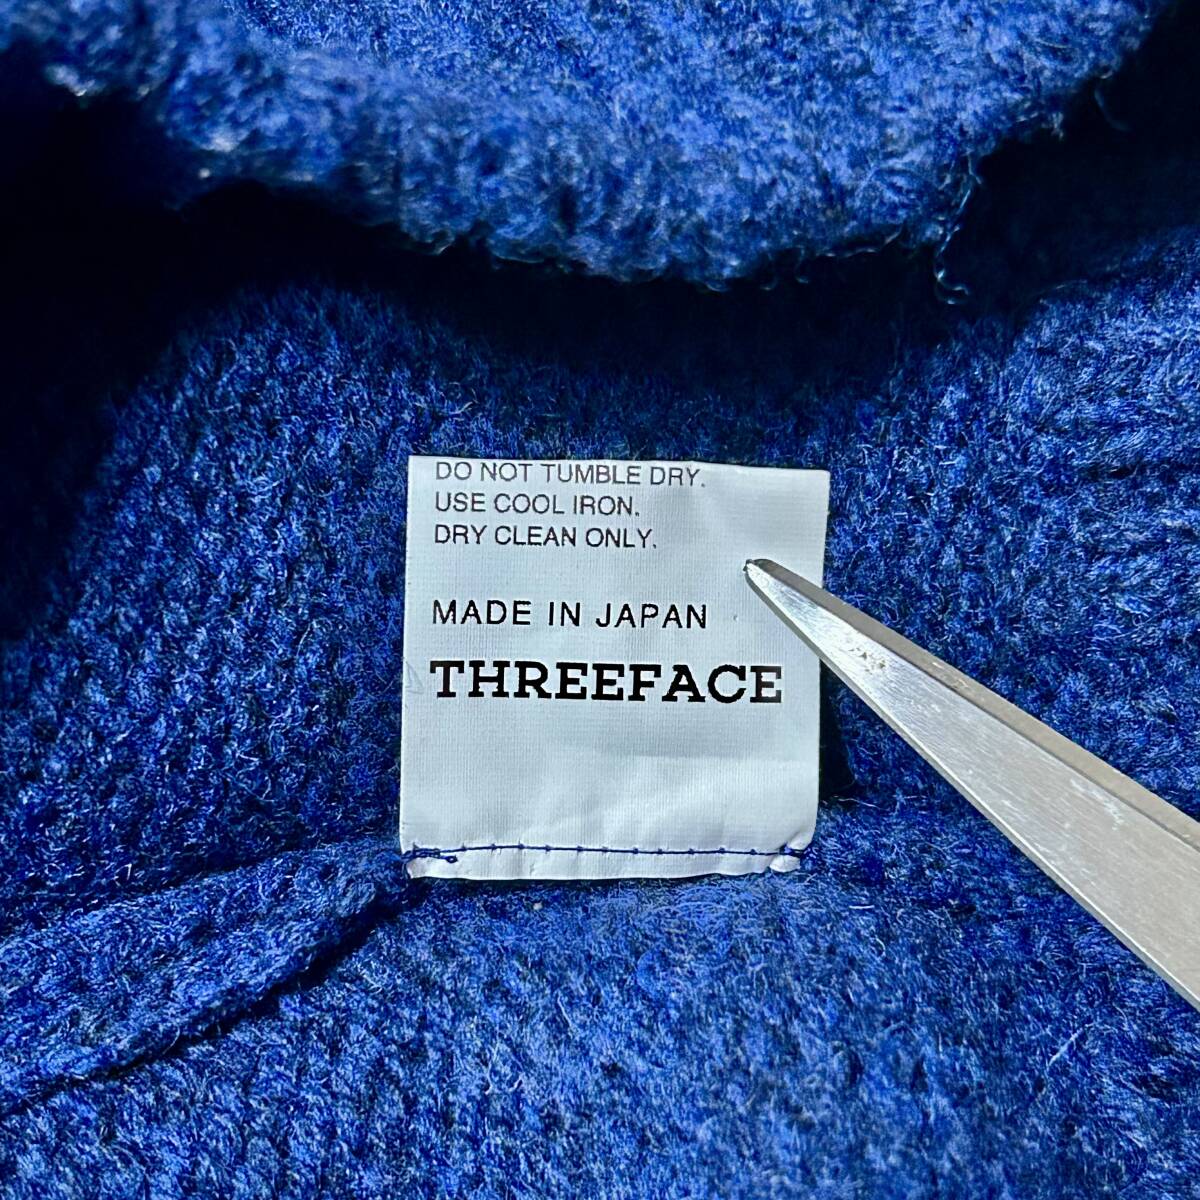 DO NOT TUMBLE DRY.
USE COOL IRON.
DRY CLEAN ONLY.
MADE IN JAPAN
THREEFACE